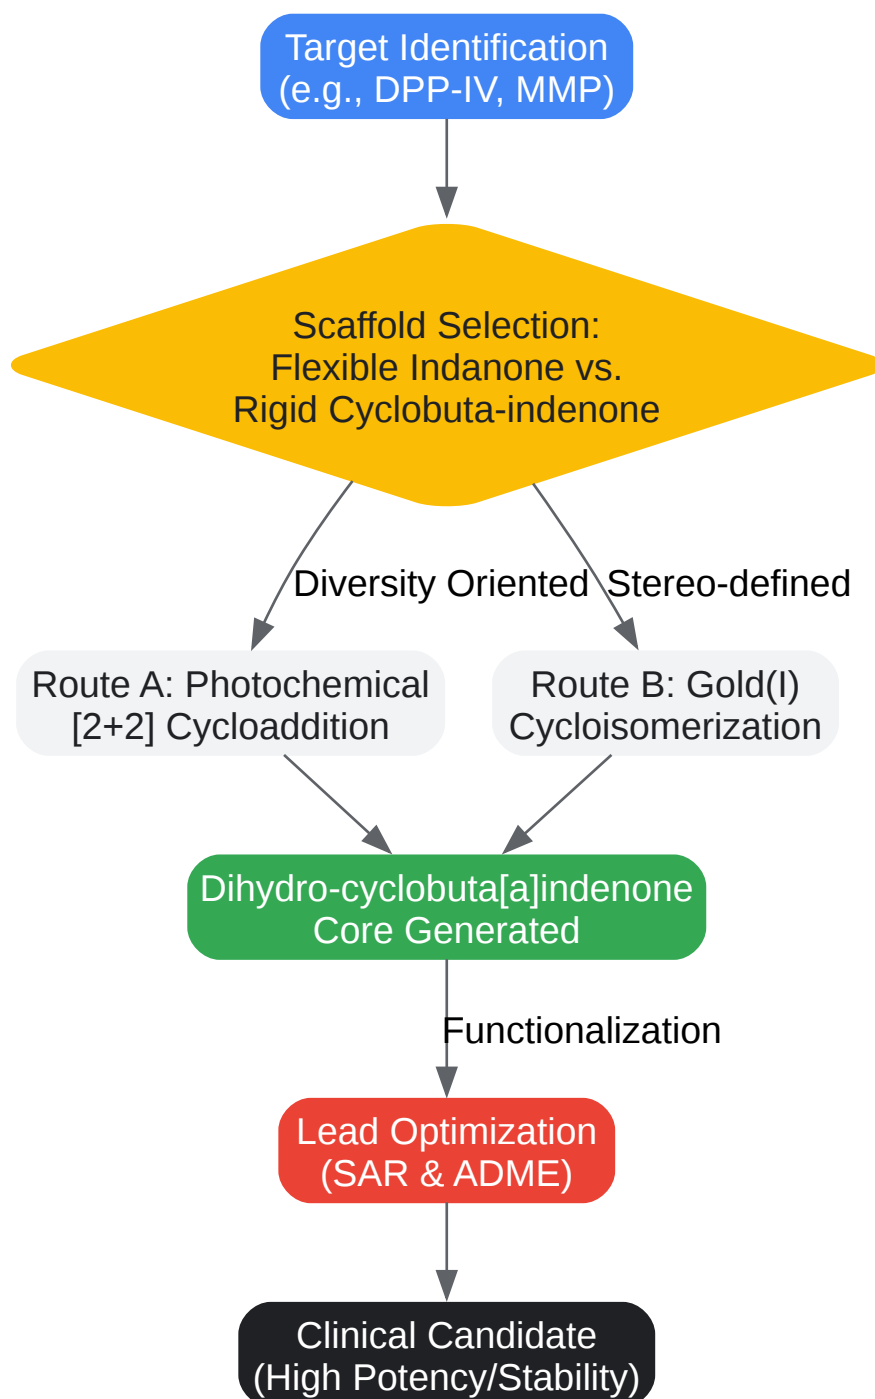 Target Identification
(e.g., DPP-IV, MMP)
Scaffold Selection:
Flexible Indanone vs.
Rigid Cyclobuta-indenone
Diversity Oriented
Stereo-defined
Route A: Photochemical
[2+2] Cycloaddition
Route B: Gold(I)
Cycloisomerization
Dihydro-cyclobuta[a]indenone
Core Generated
Functionalization
Lead Optimization
(SAR & ADME)
Clinical Candidate
(High Potency/Stability)